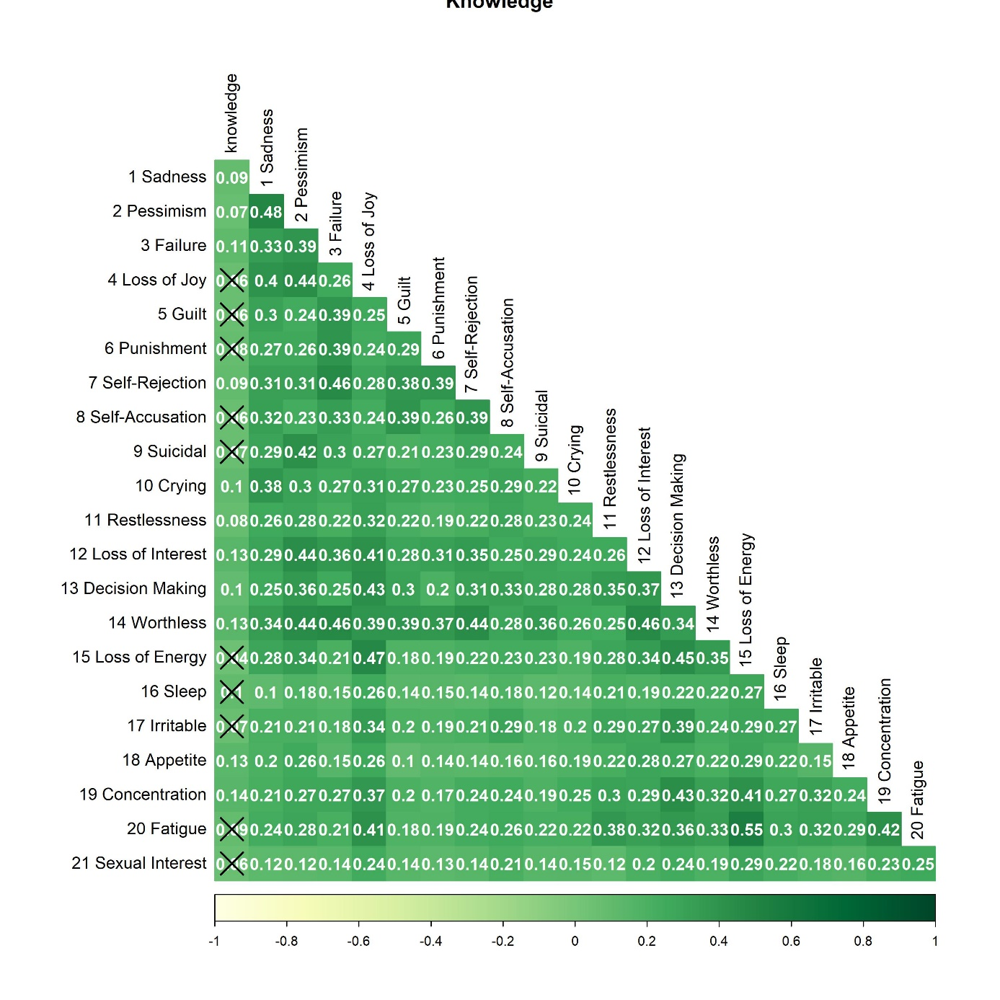 Knowledge
knowledge
1 Sadness
2 Pessimism
3 Failure
4 Loss of Joy
5 Guilt
6 Punishment
7 Self-Rejection
8 Self-Accusation
9 Suicidal
10 Crying
11 Restlessness
12 Loss of Interest
13 Decision Making
14 Worthless
15 Loss of Energy
16 Sleep
17 Irritable
18 Appetite
19 Concentration
20 Fatigue
1 Sadness 0.09
2 Pessimism 0.07 0.48
3 Failure 0.11 0.33 0.39
4 Loss of Joy 0.4 0.44 0.26
5 Guilt 0.3 0.24 0.39 0.25
6 Punishment 0.27 0.26 0.39 0.24 0.29
7 Self-Rejection 0.09 0.31 0.31 0.46 0.28 0.38 0.39
8 Self-Accusation 0.32 0.23 0.33 0.24 0.39 0.26 0.39
9 Suicidal 0.29 0.42 0.3 0.27 0.21 0.23 0.29 0.24
10 Crying 0.1 0.38 0.3 0.27 0.31 0.27 0.23 0.25 0.29 0.22
11 Restlessness 0.08 0.26 0.28 0.22 0.32 0.22 0.19 0.22 0.28 0.23 0.24
12 Loss of Interest 0.13 0.29 0.44 0.36 0.41 0.28 0.31 0.35 0.25 0.29 0.24 0.26
13 Decision Making 0.1 0.25 0.36 0.25 0.43 0.3 0.2 0.31 0.33 0.28 0.28 0.35 0.37
14 Worthless 0.13 0.34 0.44 0.46 0.39 0.39 0.37 0.44 0.28 0.36 0.26 0.25 0.46 0.34
15 Loss of Energy 0.28 0.34 0.21 0.47 0.18 0.19 0.22 0.23 0.23 0.19 0.28 0.34 0.45 0.35
16 Sleep 0.1 0.18 0.15 0.26 0.14 0.15 0.14 0.18 0.12 0.14 0.21 0.19 0.22 0.22 0.27
17 Irritable 0.21 0.21 0.18 0.34 0.2 0.19 0.21 0.29 0.18 0.2 0.29 0.27 0.39 0.24 0.29 0.27
18 Appetite 0.13 0.2 0.26 0.15 0.26 0.1 0.14 0.14 0.16 0.16 0.19 0.22 0.28 0.27 0.22 0.29 0.22 0.15
19 Concentration 0.14 0.21 0.27 0.27 0.37 0.2 0.17 0.24 0.24 0.19 0.25 0.3 0.29 0.43 0.32 0.41 0.27 0.32 0.24
20 Fatigue 0.24 0.28 0.21 0.41 0.18 0.19 0.24 0.26 0.22 0.22 0.38 0.32 0.36 0.33 0.55 0.3 0.32 0.29 0.42
21 Sexual Interest 0.12 0.12 0.14 0.24 0.14 0.13 0.14 0.21 0.14 0.15 0.12 0.2 0.24 0.19 0.29 0.22 0.18 0.16 0.23 0.25
-1 -0.8 -0.6 -0.4 -0.2 0 0.2 0.4 0.6 0.8 1